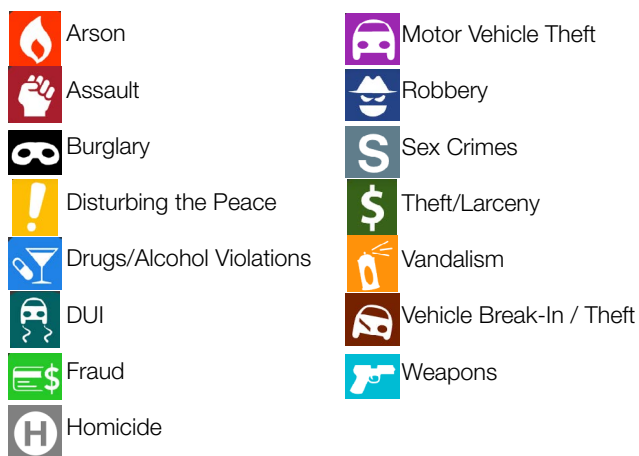 Arson
Assault
Burglary
Disturbing the Peace
Drugs/Alcohol Violations
DUI
$
Fraud
H
Homicide
Motor Vehicle Theft
Robbery
S
Sex Crimes
$
Theft/Larceny
Vandalism
Vehicle Break-In / Theft
Weapons